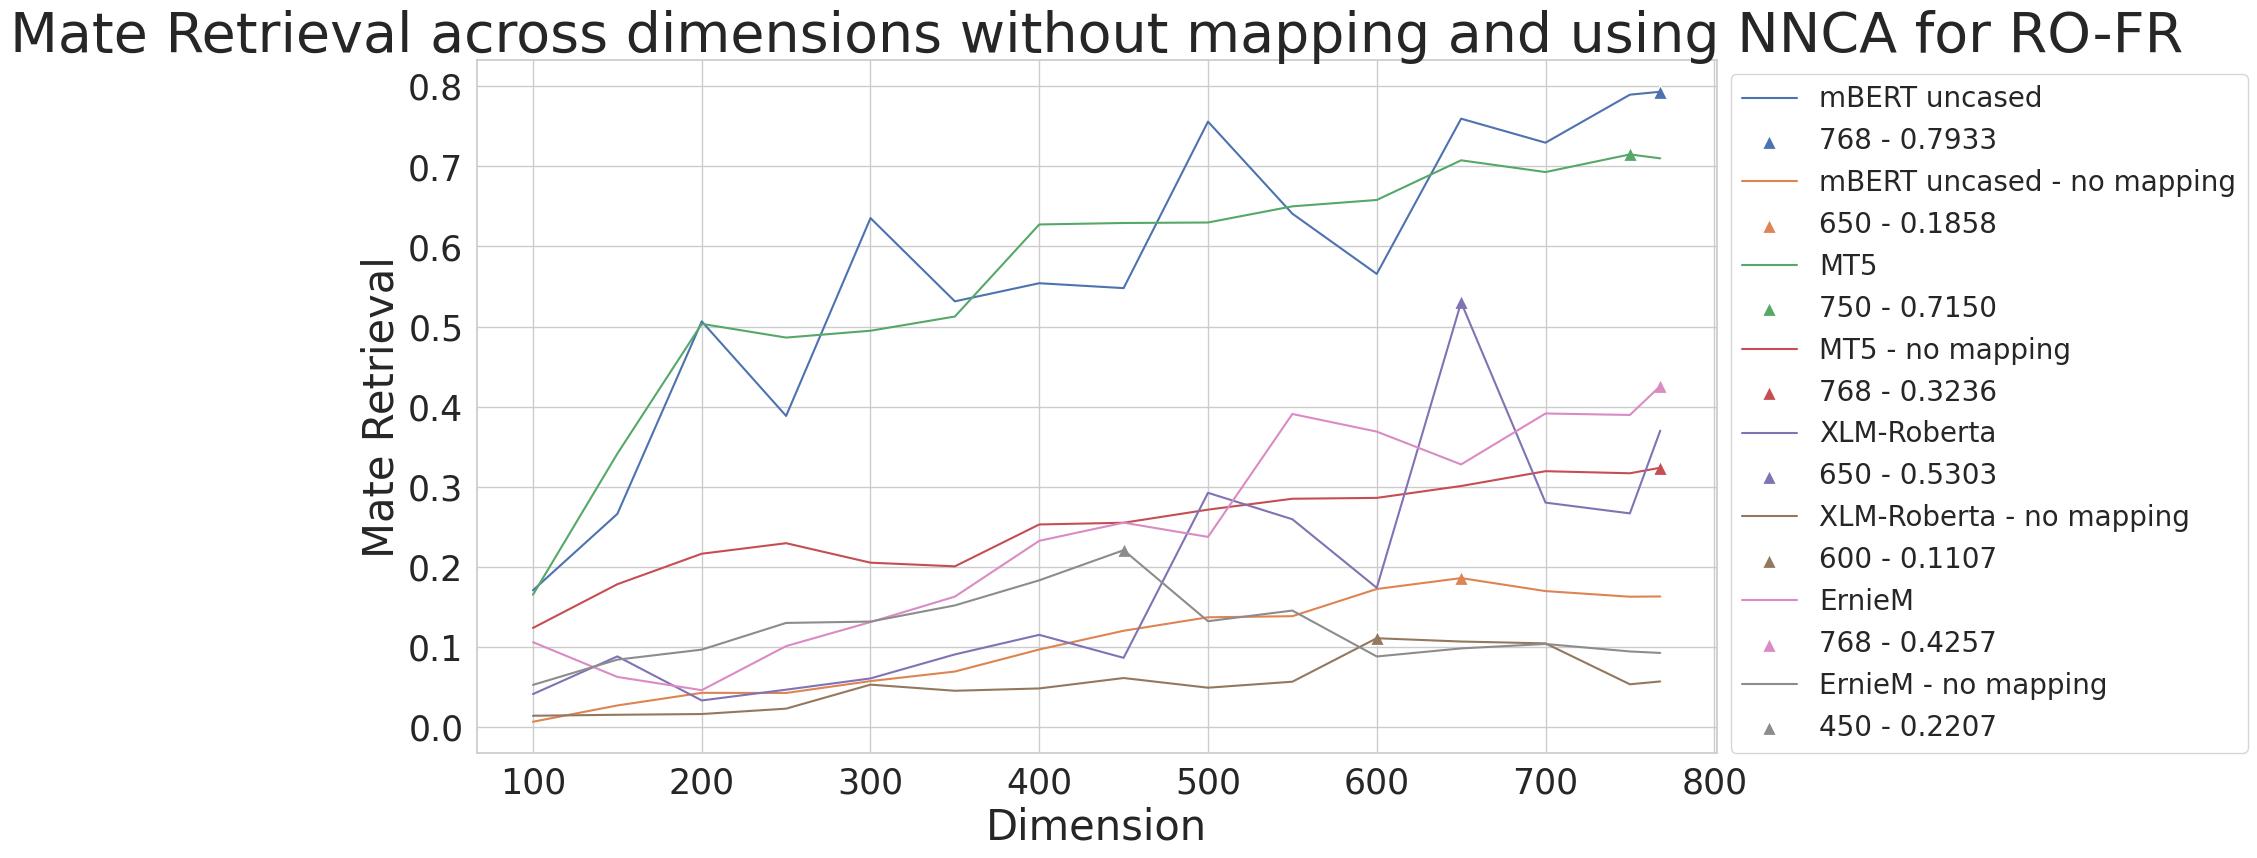 Mate Retrieval across dimensions without mapping and using NNCA for RO-FR
Mate Retrieval
0.8
0.7
0.6
0.5
0.4
0.3
0.2
0.1
0.0
100 200 300 400 500 600 700 800
Dimension
mBERT uncased
768 - 0.7933
mBERT uncased - no mapping
650 - 0.1858
MT5
750 - 0.7150
MT5 - no mapping
768 - 0.3236
XLM-Roberta
650 - 0.5303
XLM-Roberta - no mapping
600 - 0.1107
ErnieM
768 - 0.4257
ErnieM - no mapping
450 - 0.2207